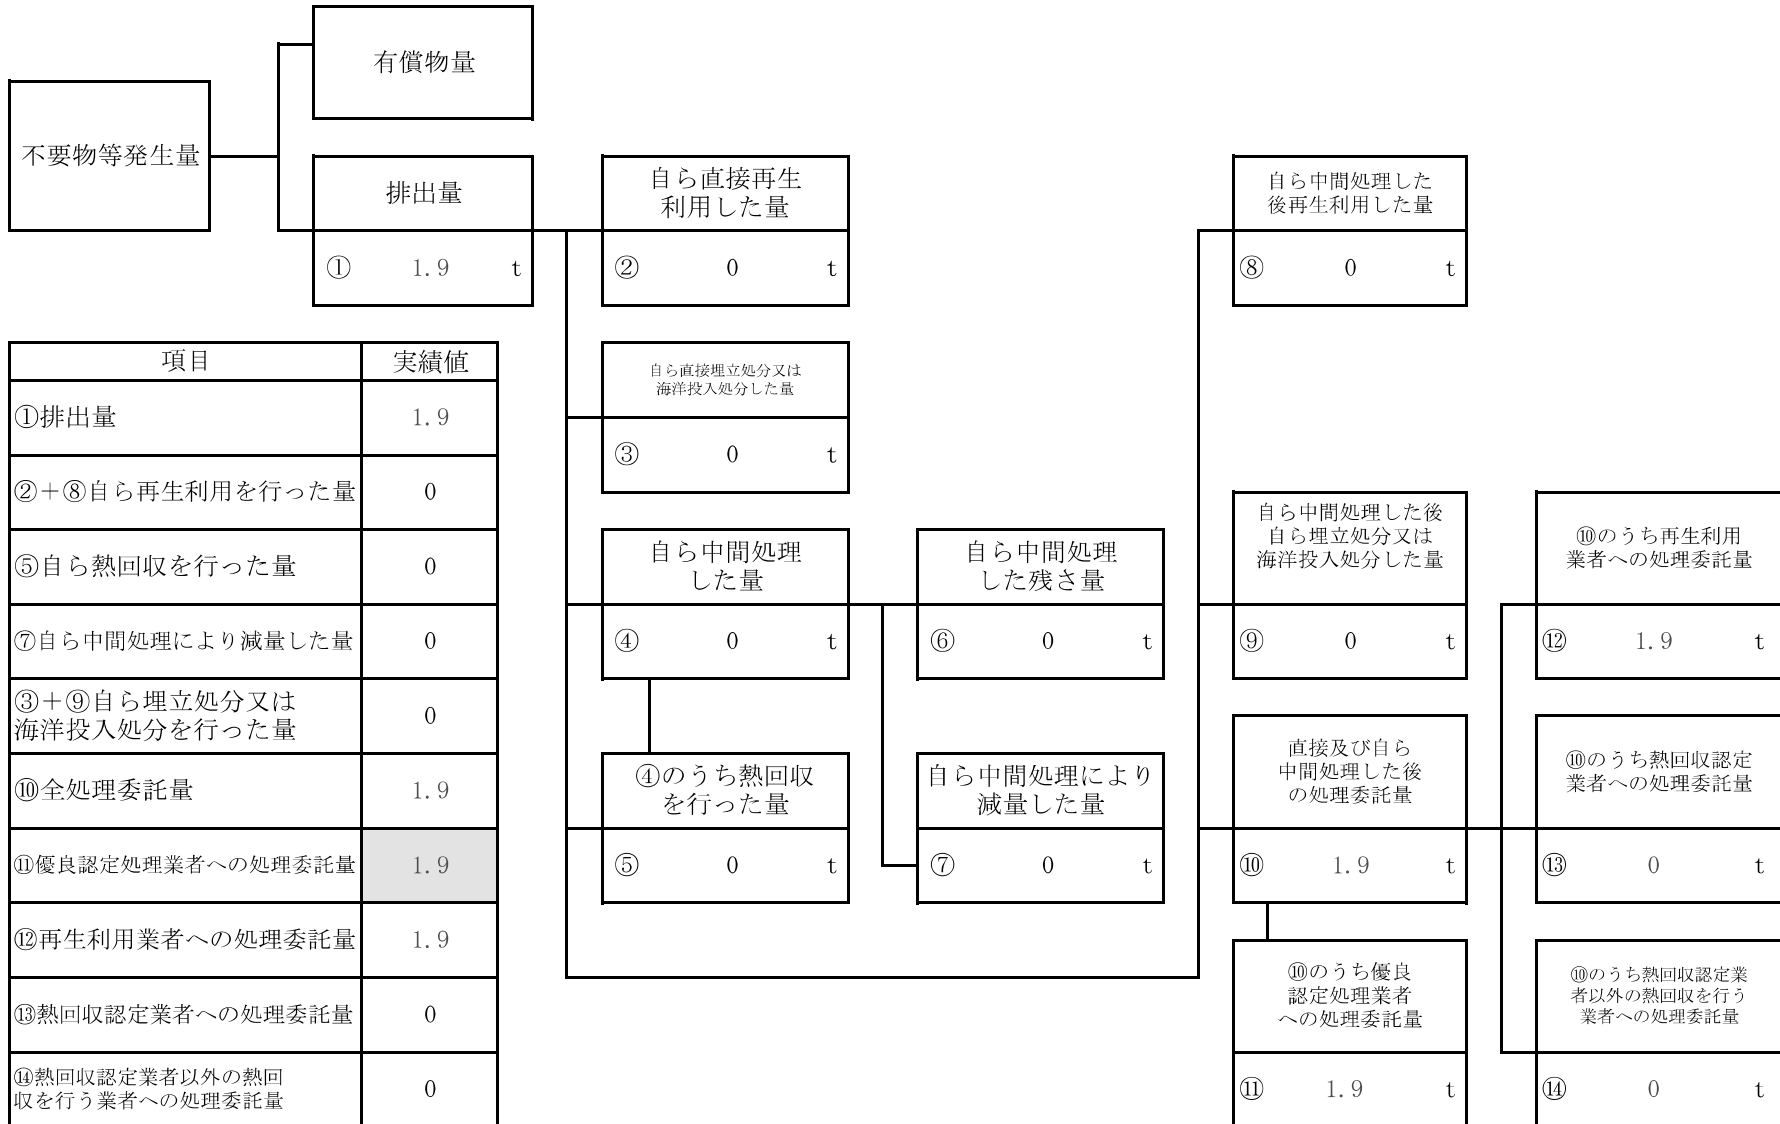 有償物量
不要物等発生量
排出量
① 1.9 t
自ら直接再生
利用した量
② 0 t
自ら中間処理した
後再生利用した量
⑧ 0 t
自ら直接埋立処分又は
海洋投入処分した量
③ 0 t
項目 実績値
①排出量 1.9
②+⑧自ら再生利用を行った量 0
⑤自ら熱回収を行った量 0
⑦自ら中間処理により減量した量 0
③+⑨自ら埋立処分又は
海洋投入処分を行った量 0
⑩全処理委託量 1.9
⑪優良認定処理業者への処理委託量 1.9
⑫再生利用業者への処理委託量 1.9
⑬熱回収認定業者への処理委託量 0
⑭熱回収認定業者以外の熱回
収を行う業者への処理委託量 0
自ら中間処理
した量
④ 0 t
自ら中間処理
した残さ量
⑥ 0 t
自ら中間処理した後
自ら埋立処分又は
海洋投入処分した量
⑨ 0 t
⑩のうち再生利用
業者への処理委託量
⑫ 1.9 t
④のうち熱回収
を行った量
⑤ 0 t
自ら中間処理により
減量した量
⑦ 0 t
直接及び自ら
中間処理した後
の処理委託量
⑩ 1.9 t
⑩のうち熱回収認定
業者への処理委託量
⑬ 0 t
⑩のうち優良
認定処理業者
への処理委託量
⑪ 1.9 t
⑩のうち熱回収認定業
者以外の熱回収を行う
業者への処理委託量
⑭ 0 t